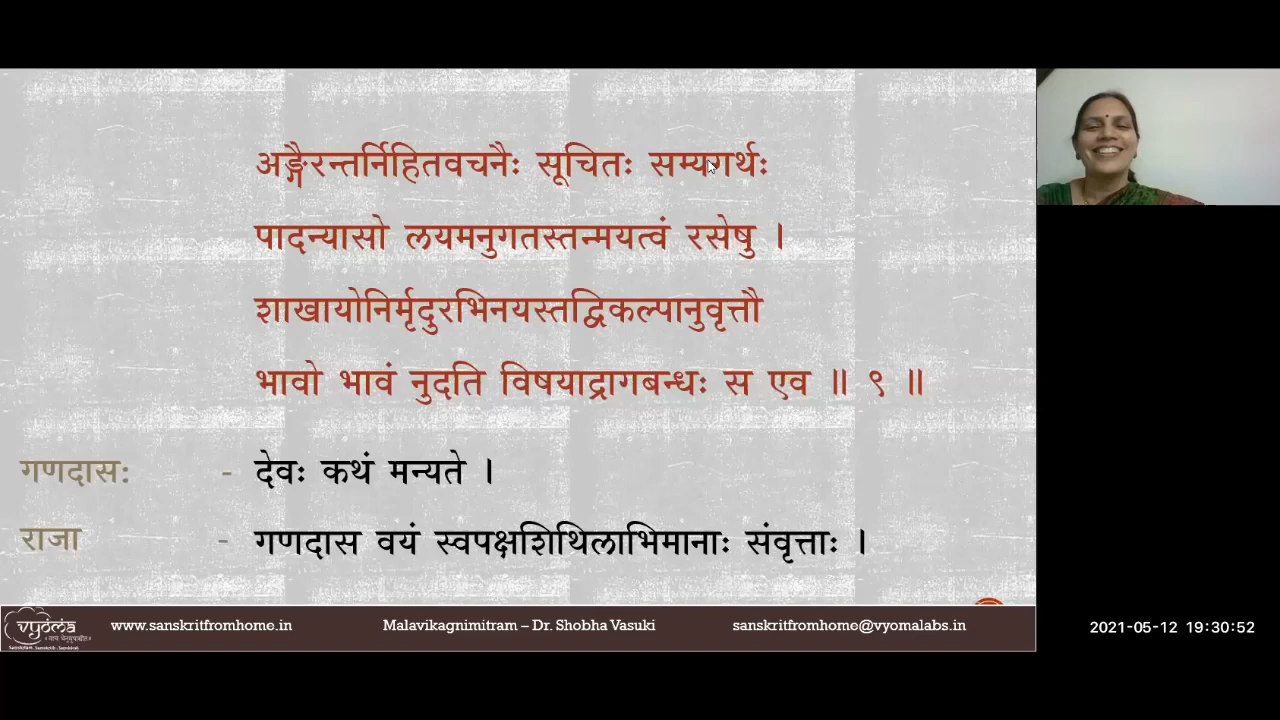 अङ्गैरन्तर्निहितवचनैः सूचितः सम्यगर्थः
पादन्यासो लयमनुगतस्तन्मयत्वं रसेषु ।
शाखायोनिर्मृदुरभिनयस्तद्विकल्पानुवृत्तौ
भावो भावं नुदति विषयाद्रागबन्धः स एव ॥ ९ ॥
गणदासः - देवः कथं मन्यते ।
राजा - गणदास वयं स्वपक्षशिथिलाभिमानाः संवृत्ताः ।
vyoma
www.sanskritfromhome.in Malavikagnimitram – Dr. Shobha Vasuki sanskritfromhome@vyomalabs.in
2021-05-12 19:30:52